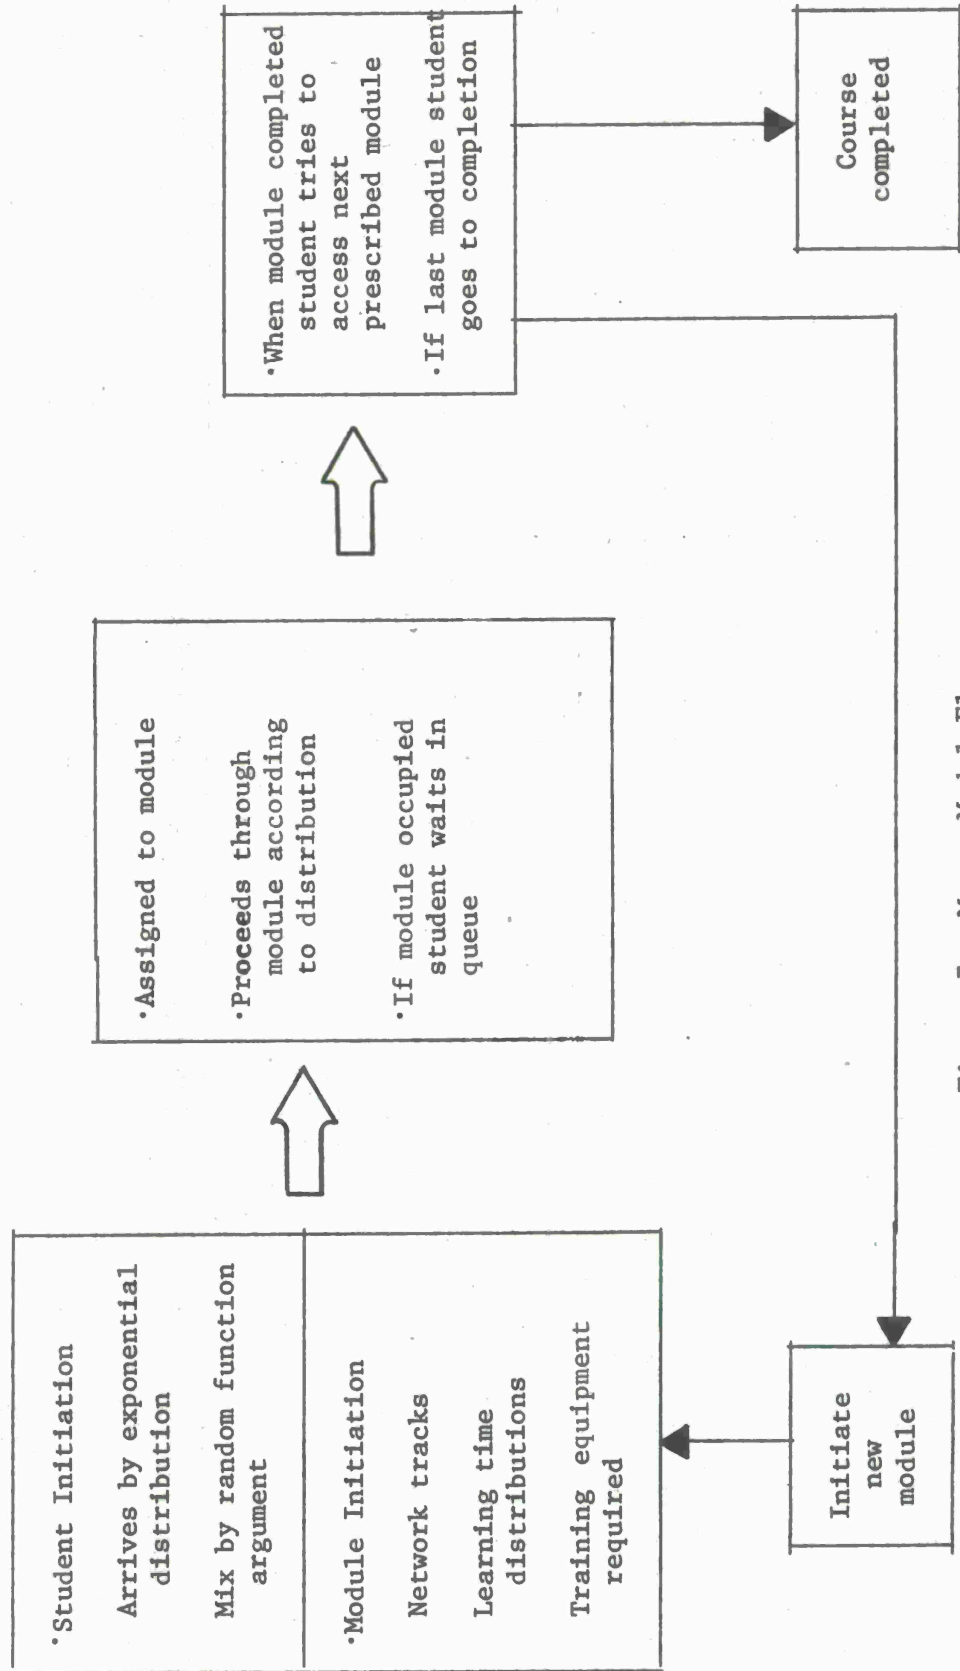 ·Student Initiation
Arrives by exponential
distribution
Mix by random function
argument
·Module Initiation
Network tracks
Learning time
distributions
Training equipment
required
Initiate
new
module
·Assigned to module
·Proceeds through
module according
to distribution
·If module occupied
student waits in
queue
·When module completed
student tries to
access next
prescribed module
·If last module student
goes to completion
Course
completed